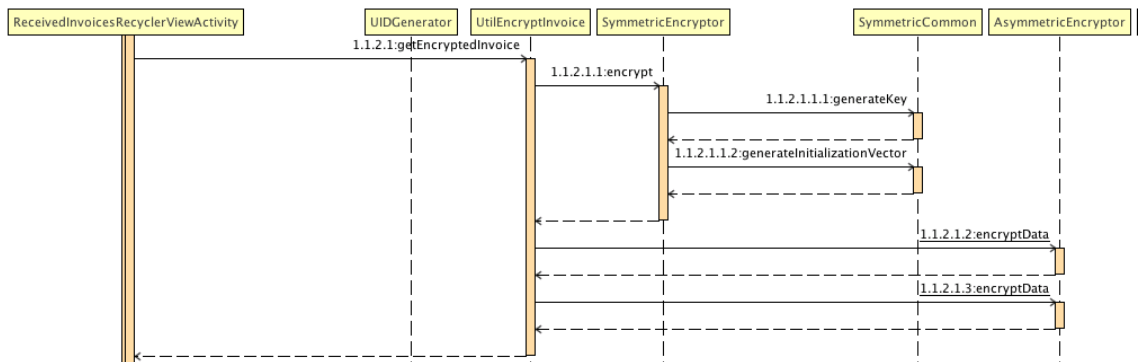 ReceivedInvoicesRecyclerViewActivity
UIDGenerator
UtilEncryptInvoice
SymmetricEncryptor
SymmetricCommon
AsymmetricEncryptor
1.1.2.1:getEncryptedInvoice
1.1.2.1.1:encrypt
1.1.2.1.1.1:generateKey
1.1.2.1.1.2:generateInitializationVector
1.1.2.1.2:encryptData
1.1.2.1.3:encryptData